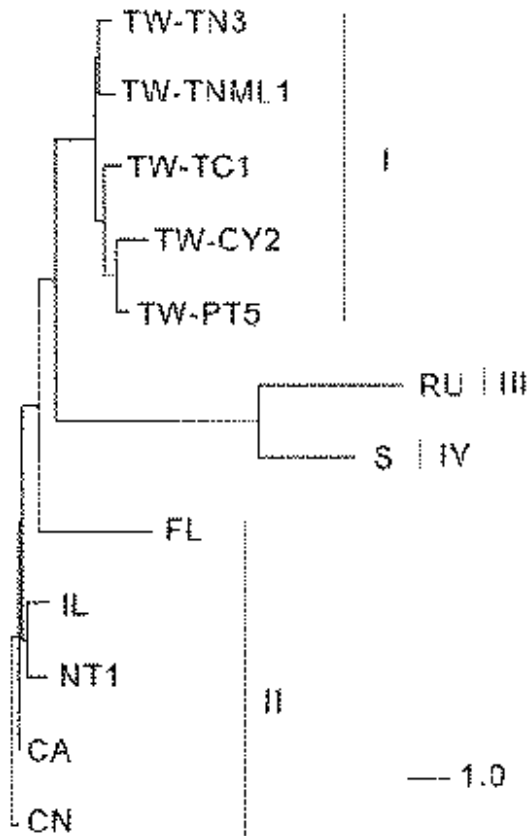 TW-TN3
TW-TNML1
TW-TC1
I
TW-CY2
TW-PT5
RU III
S IV
FL
IL
NT1
II
CA
1.0
CN